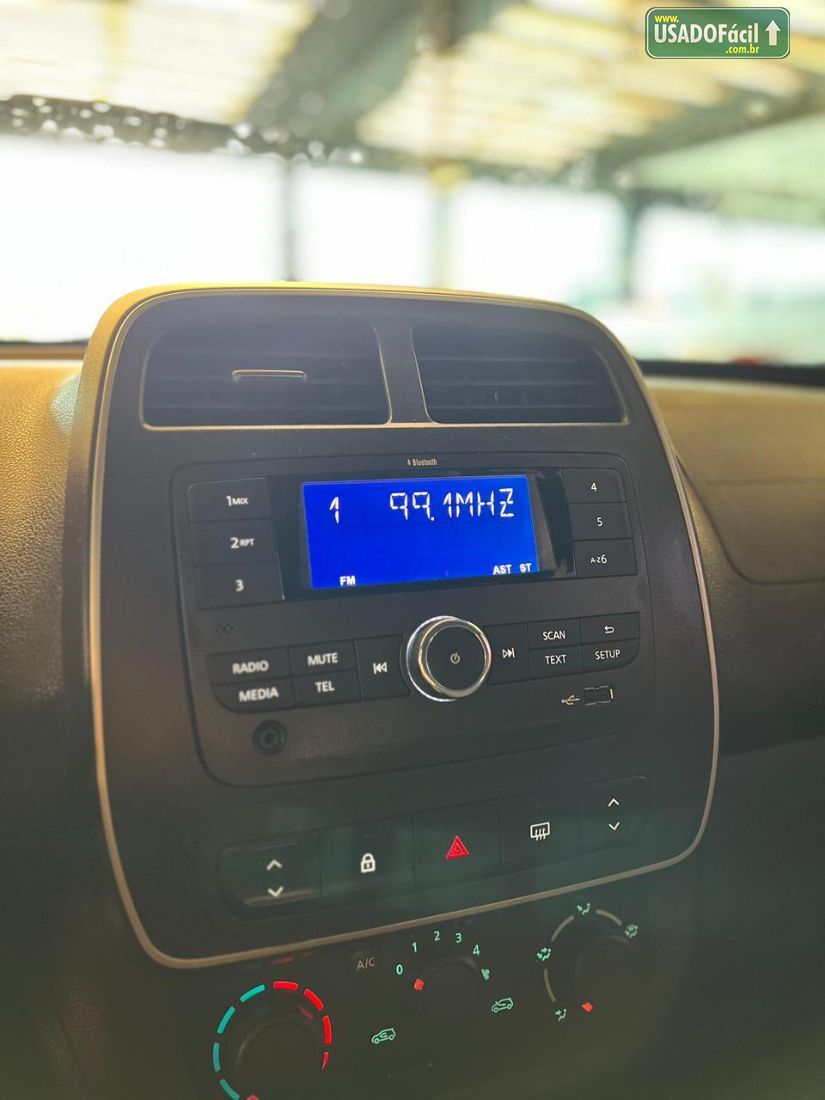 www.
USADOFácil
.com.br
Bluetooth
1MIX
2RPT
3
1 99.1MHZ
FM AST ST
4
5
A-Z6
RADIO
MUTE
MEDIA
TEL
SCAN
TEXT
SETUP
A/C
0 1 2 3 4